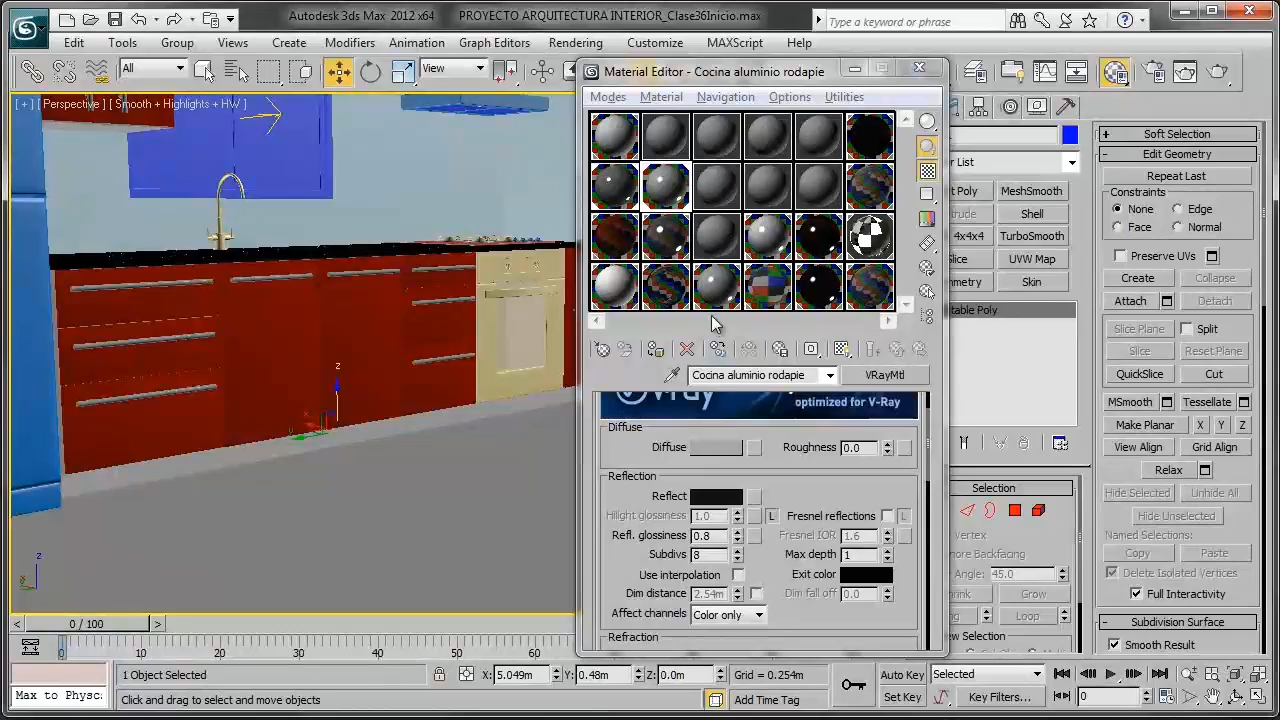 Autodesk 3ds Max 2012 x64 PROYECTO ARQUITECTURA INTERIOR_Clase36Inicio.max
Type a keyword or phrase
Edit Tools Group Views Create Modifiers Animation Graph Editors Rendering Customize MAXScript Help
All
View
Material Editor - Cocina aluminio rodapie
Modes Material Navigation Options Utilities
[ + ] [ Perspective ] [ Smooth + Highlights + HW ]
Cocina aluminio rodapie
VRayMtl
optimized for V-Ray
Diffuse
Diffuse
Roughness 0.0
Reflection
Reflect
Hilight glossiness 1.0 L
Fresnel reflections L
Refl. glossiness 0.8
Fresnel IOR 1.6
Subdivs 8
Max depth 1
Use interpolation
Exit color
Dim distance 2.54m
Dim fall off 0.0
Affect channels Color only
Refraction
List
Poly
MeshSmooth
Shell
4x4x4
TurboSmooth
UVW Map
Skin
table Poly
Selection
Angle: 45.0
Grow
Loop
Soft Selection
Edit Geometry
Repeat Last
Constraints
None Edge
Face Normal
Preserve UVs
Create Collapse
Attach Detach
Slice Plane Split
Slice Reset Plane
QuickSlice Cut
MSmooth Tessellate
Make Planar X Y Z
View Align Grid Align
Relax
Hide Selected Unhide All
Hide Unselected
Named Selections:
Copy Paste
Delete Isolated Vertices
Full Interactivity
Subdivision Surface
Smooth Result
z
z
0 / 100
0 10 20 30 40 50 60
Max to Physc
1 Object Selected
X: 5.049m Y: 0.48m Z: 0.0m
Grid = 0.254m
Click and drag to select and move objects
Add Time Tag
Auto Key Selected
Set Key Key Filters...
0